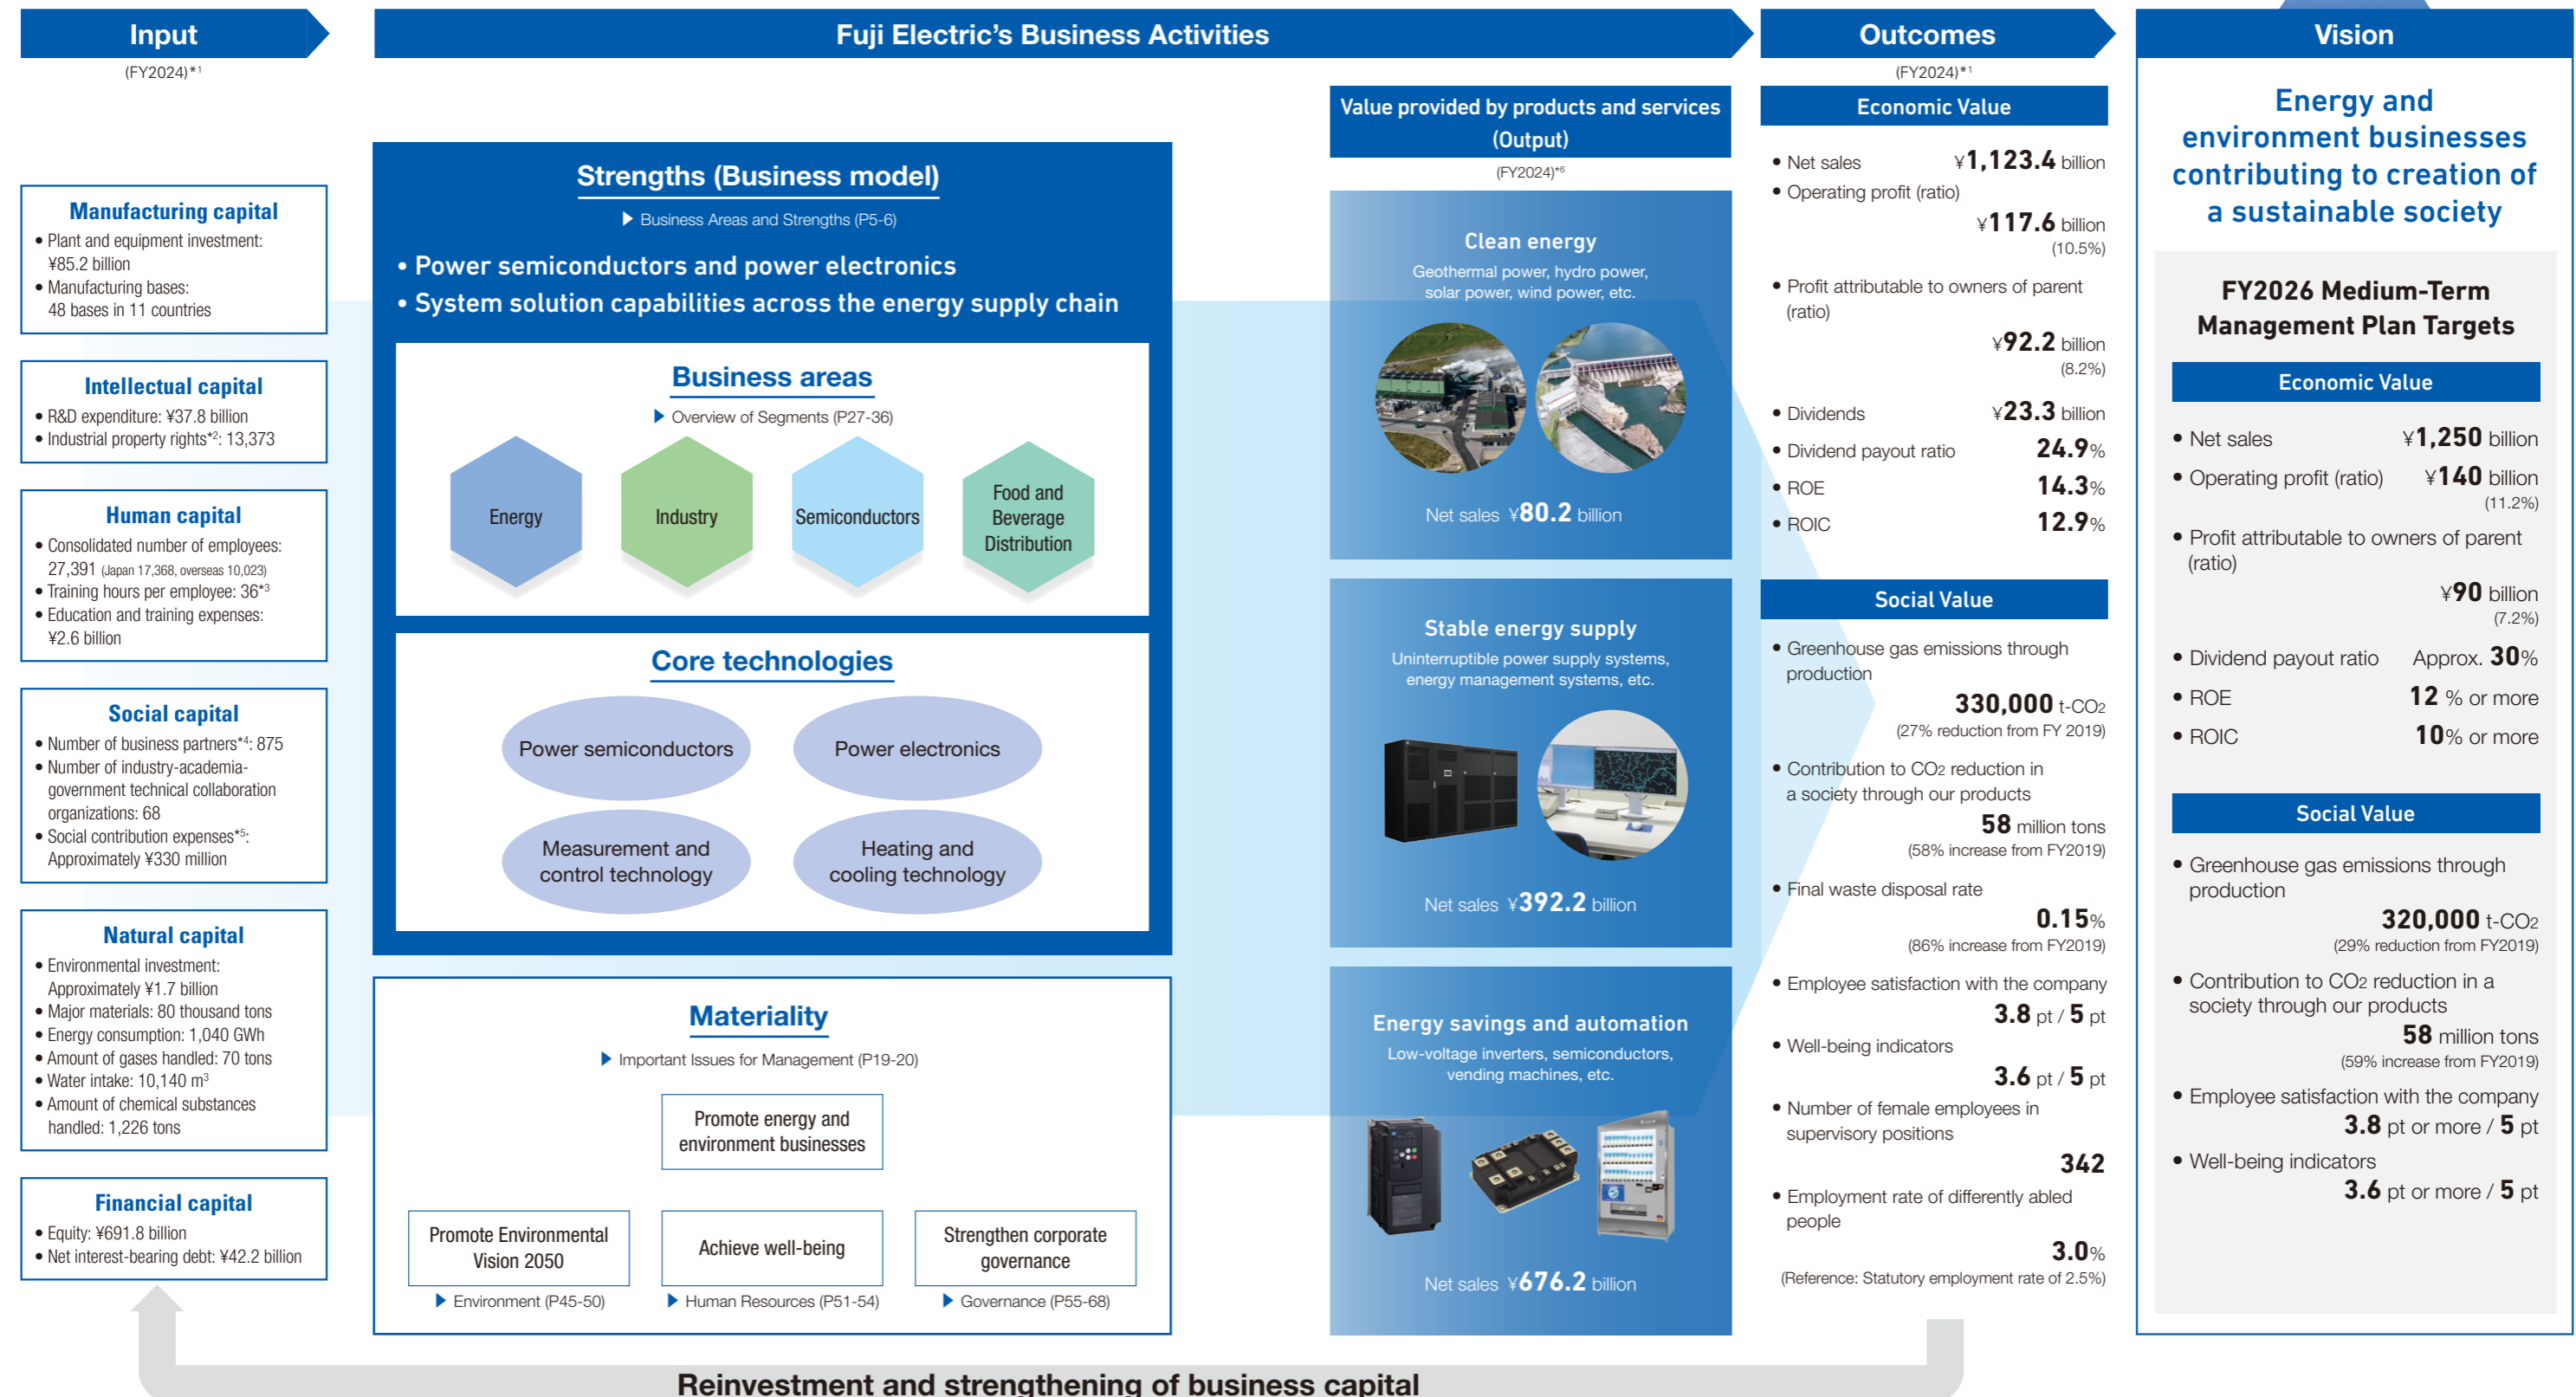 Input
(FY2024)*1
Manufacturing capital
• Plant and equipment investment:
¥85.2 billion
• Manufacturing bases:
48 bases in 11 countries
Intellectual capital
• R&D expenditure: ¥37.8 billion
• Industrial property rights*2: 13,373
Human capital
• Consolidated number of employees:
27,391 (Japan 17,368, overseas 10,023)
• Training hours per employee: 36*3
• Education and training expenses:
¥2.6 billion
Social capital
• Number of business partners*4: 875
• Number of industry-academia-
government technical collaboration
organizations: 68
• Social contribution expenses*5:
Approximately ¥330 million
Natural capital
• Environmental investment:
Approximately ¥1.7 billion
• Major materials: 80 thousand tons
• Energy consumption: 1,040 GWh
• Amount of gases handled: 70 tons
• Water intake: 10,140 m3
• Amount of chemical substances
handled: 1,226 tons
Financial capital
• Equity: ¥691.8 billion
• Net interest-bearing debt: ¥42.2 billion
Fuji Electric's Business Activities
Strengths (Business model)
▶ Business Areas and Strengths (P5-6)
• Power semiconductors and power electronics
• System solution capabilities across the energy supply chain
Business areas
▶ Overview of Segments (P27-36)
Energy
Industry
Semiconductors
Food and
Beverage
Distribution
Core technologies
Power semiconductors
Power electronics
Measurement and
control technology
Heating and
cooling technology
Materiality
▶ Important Issues for Management (P19-20)
Promote energy and
environment businesses
Promote Environmental
Vision 2050
▶ Environment (P45-50)
Achieve well-being
▶ Human Resources (P51-54)
Strengthen corporate
governance
▶ Governance (P55-68)
Value provided by products and services
(Output)
(FY2024)*6
Clean energy
Geothermal power, hydro power,
solar power, wind power, etc.
Net sales ¥80.2 billion
Stable energy supply
Uninterruptible power supply systems,
energy management systems, etc.
Net sales ¥392.2 billion
Energy savings and automation
Low-voltage inverters, semiconductors,
vending machines, etc.
Net sales ¥676.2 billion
Outcomes
(FY2024)*1
Economic Value
• Net sales ¥1,123.4 billion
• Operating profit (ratio)
¥117.6 billion
(10.5%)
• Profit attributable to owners of parent
(ratio)
¥92.2 billion
(8.2%)
• Dividends ¥23.3 billion
• Dividend payout ratio 24.9%
• ROE 14.3%
• ROIC 12.9%
Social Value
• Greenhouse gas emissions through
production
330,000 t-CO2
(27% reduction from FY 2019)
• Contribution to CO2 reduction in
a society through our products
58 million tons
(58% increase from FY2019)
• Final waste disposal rate
0.15%
(86% increase from FY2019)
• Employee satisfaction with the company
3.8 pt / 5 pt
• Well-being indicators
3.6 pt / 5 pt
• Number of female employees in
supervisory positions
342
• Employment rate of differently abled
people
3.0%
(Reference: Statutory employment rate of 2.5%)
Vision
Energy and
environment businesses
contributing to creation of
a sustainable society
FY2026 Medium-Term
Management Plan Targets
Economic Value
• Net sales ¥1,250 billion
• Operating profit (ratio) ¥140 billion
(11.2%)
• Profit attributable to owners of parent
(ratio)
¥90 billion
(7.2%)
• Dividend payout ratio Approx. 30%
• ROE 12 % or more
• ROIC 10% or more
Social Value
• Greenhouse gas emissions through
production
320,000 t-CO2
(29% reduction from FY2019)
• Contribution to CO2 reduction in a
society through our products
58 million tons
(59% increase from FY2019)
• Employee satisfaction with the company
3.8 pt or more / 5 pt
• Well-being indicators
3.6 pt or more / 5 pt
Reinvestment and strengthening of business capital